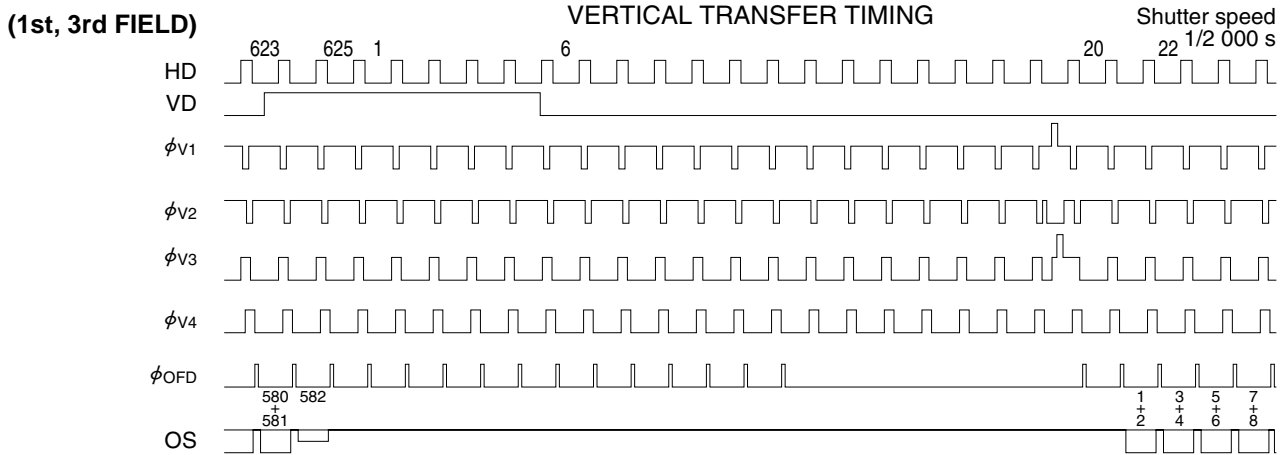 (1st, 3rd FIELD)
VERTICAL TRANSFER TIMING
Shutter speed
1/2 000 s
623 625 1 6 20 22
HD
VD
ϕV1
ϕV2
ϕV3
ϕV4
ϕOFD
580
+
581
582
1
+
2
3
+
4
5
+
6
7
+
8
OS